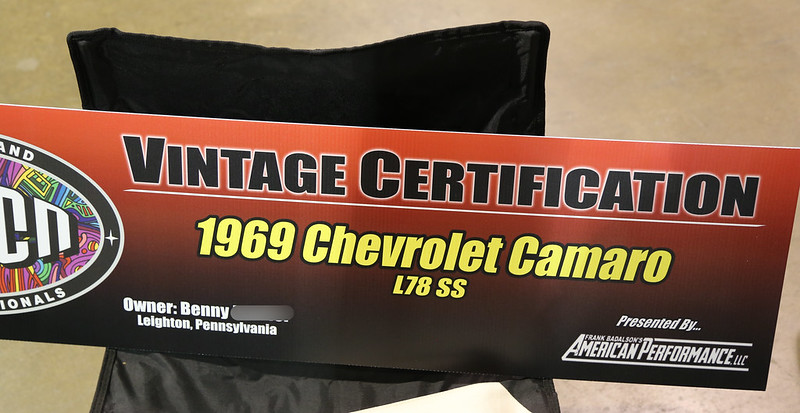 AND
CN
IONALS
VINTAGE CERTIFICATION
1969 Chevrolet Camaro
L78 SS
Owner: Benny
Leighton, Pennsylvania
Presented By...
FRANK BADALSON'S
AMERICAN PERFORMANCE, LLC